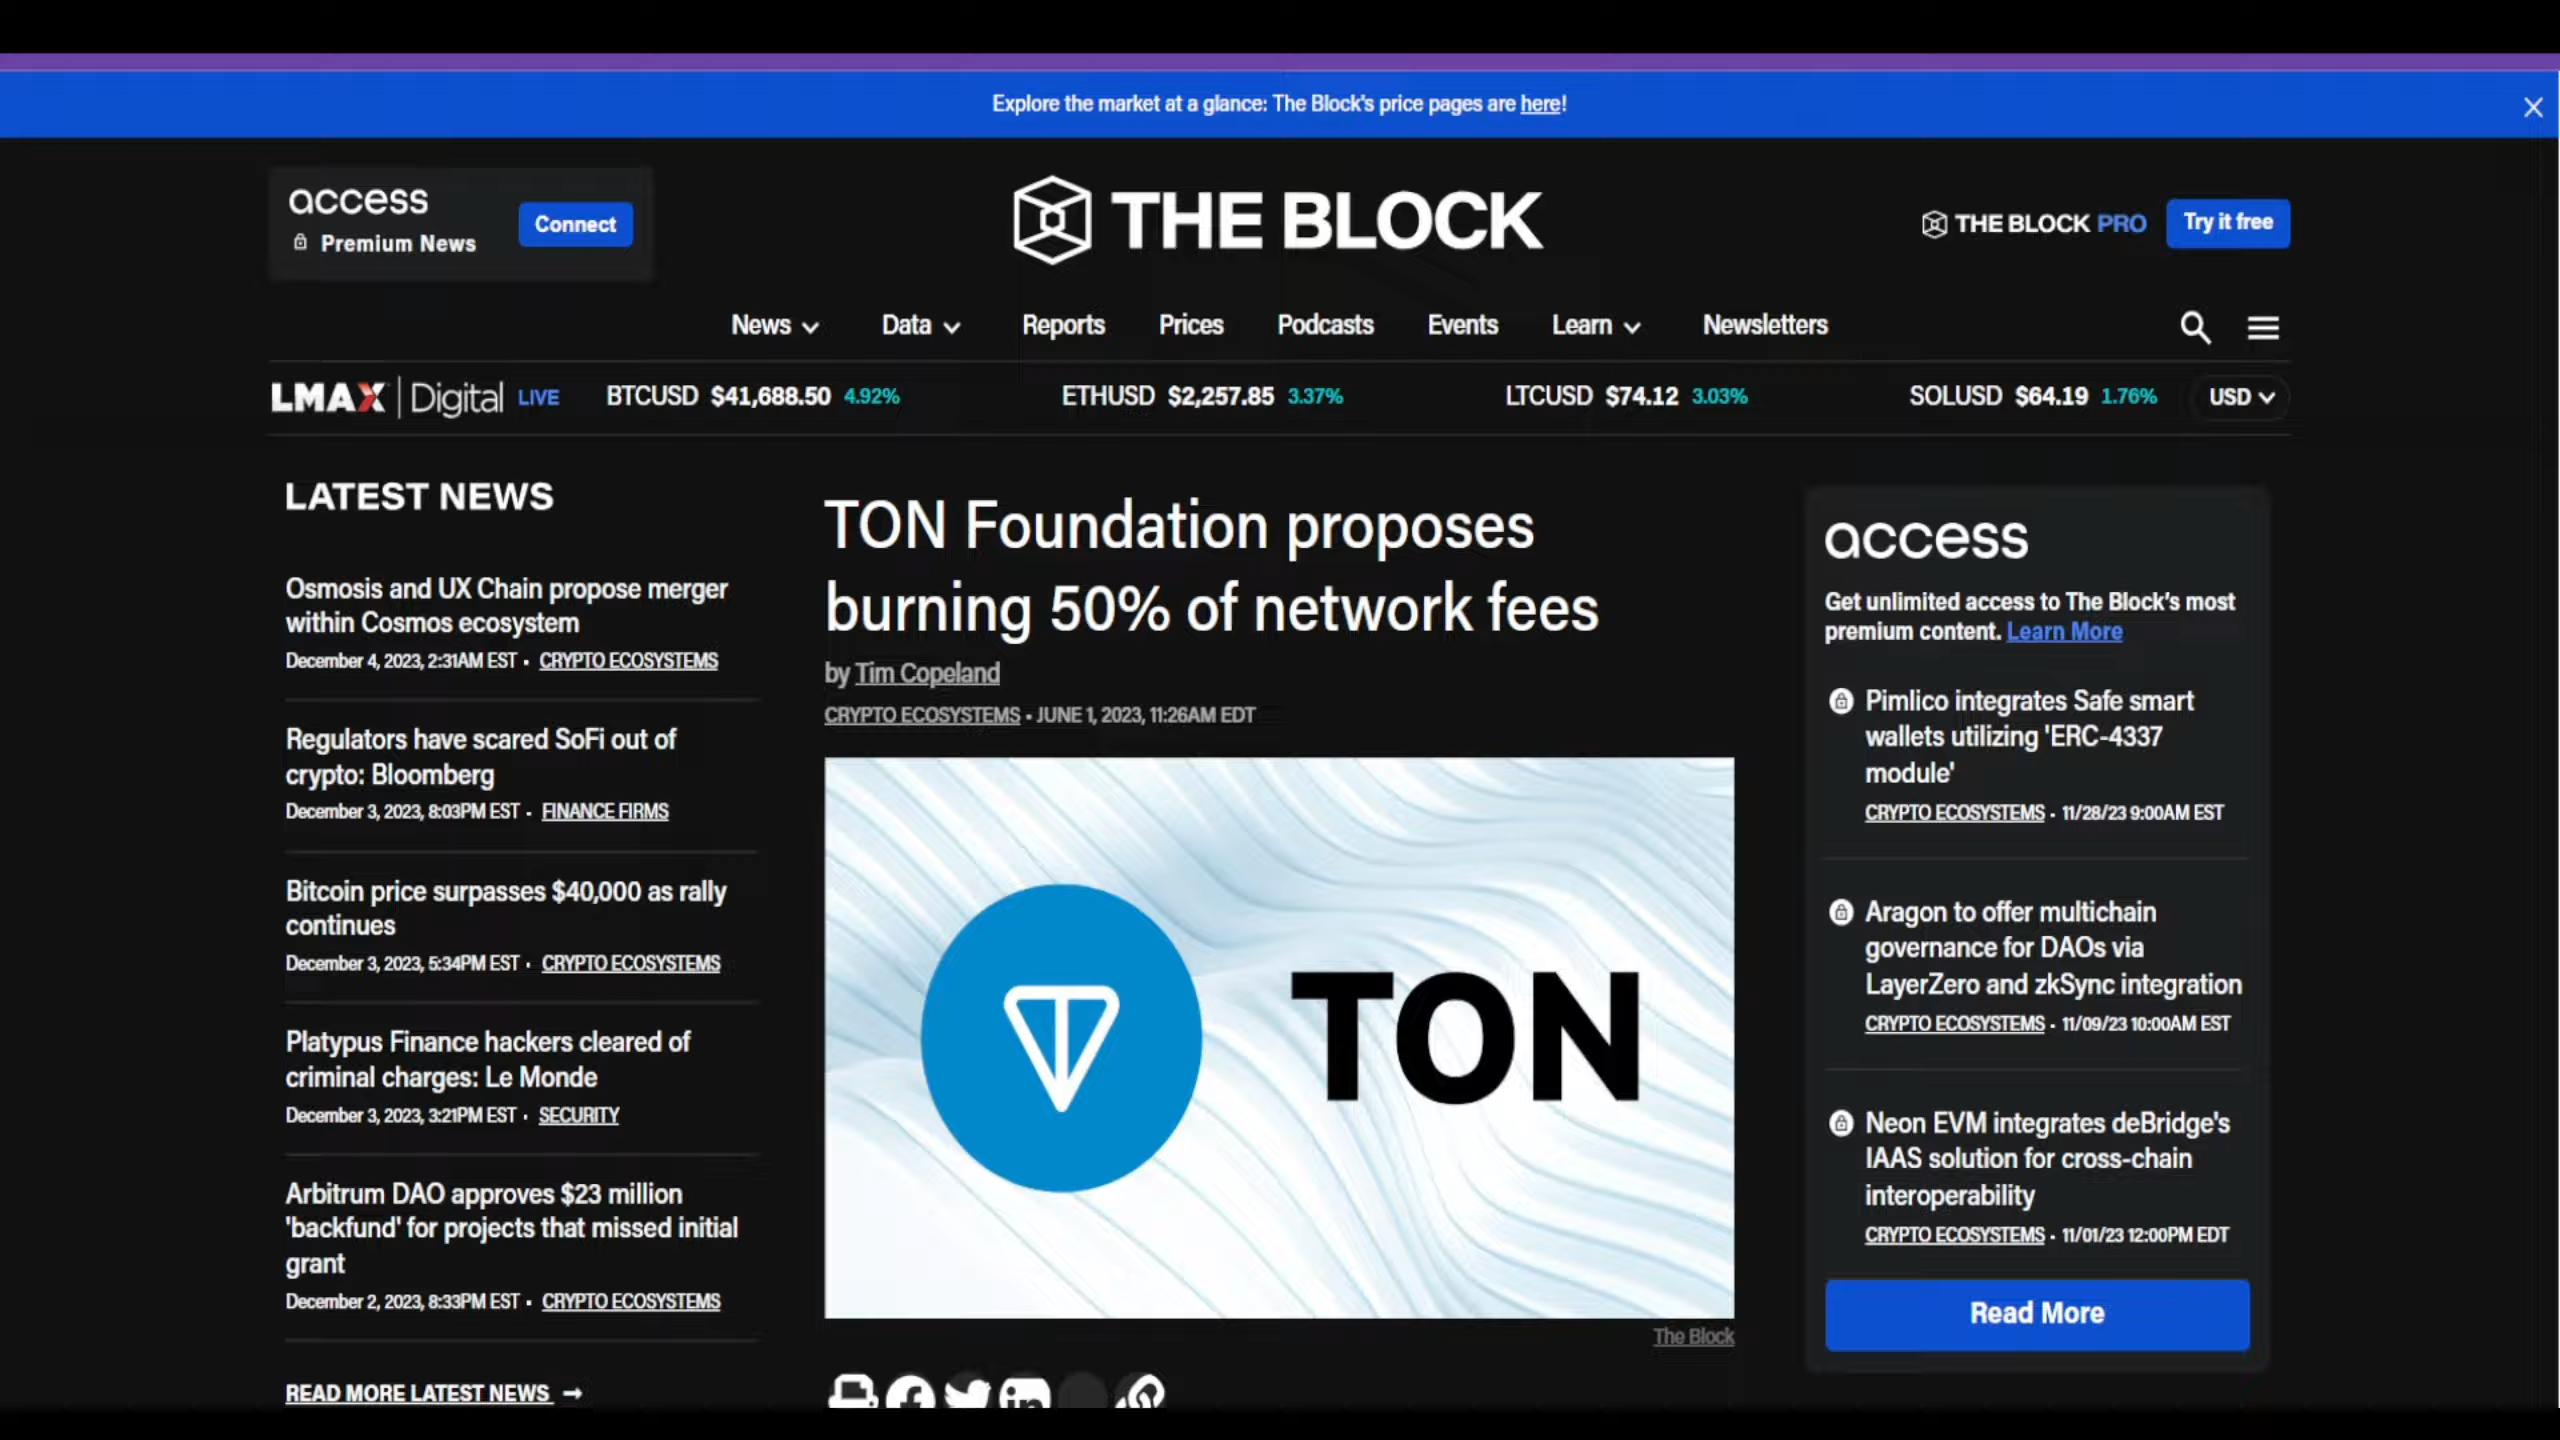 Explore the market at a glance: The Block's price pages are here!
access
Premium News
Connect
THE BLOCK
THE BLOCK PRO
Try it free
News
Data
Reports
Prices
Podcasts
Events
Learn
Newsletters
LMAX Digital LIVE
BTCUSD $41,688.50 4.92%
ETHUSD $2,257.85 3.37%
LTCUSD $74.12 3.03%
SOLUSD $64.19 1.76%
USD
LATEST NEWS
Osmosis and UX Chain propose merger
within Cosmos ecosystem
December 4, 2023, 2:31AM EST • CRYPTO ECOSYSTEMS
Regulators have scared SoFi out of
crypto: Bloomberg
December 3, 2023, 8:03PM EST • FINANCE FIRMS
Bitcoin price surpasses $40,000 as rally
continues
December 3, 2023, 5:34PM EST • CRYPTO ECOSYSTEMS
Platypus Finance hackers cleared of
criminal charges: Le Monde
December 3, 2023, 3:21PM EST • SECURITY
Arbitrum DAO approves $23 million
'backfund' for projects that missed initial
grant
December 2, 2023, 8:33PM EST • CRYPTO ECOSYSTEMS
READ MORE LATEST NEWS →
TON Foundation proposes
burning 50% of network fees
by Tim Copeland
CRYPTO ECOSYSTEMS • JUNE 1, 2023, 11:26AM EDT
TON
The Block
access
Get unlimited access to The Block's most
premium content. Learn More
Pimlico integrates Safe smart
wallets utilizing 'ERC-4337
module'
CRYPTO ECOSYSTEMS • 11/28/23 9:00AM EST
Aragon to offer multichain
governance for DAOs via
LayerZero and zkSync integration
CRYPTO ECOSYSTEMS • 11/09/23 10:00AM EST
Neon EVM integrates deBridge's
IAAS solution for cross-chain
interoperability
CRYPTO ECOSYSTEMS • 11/01/23 12:00PM EDT
Read More